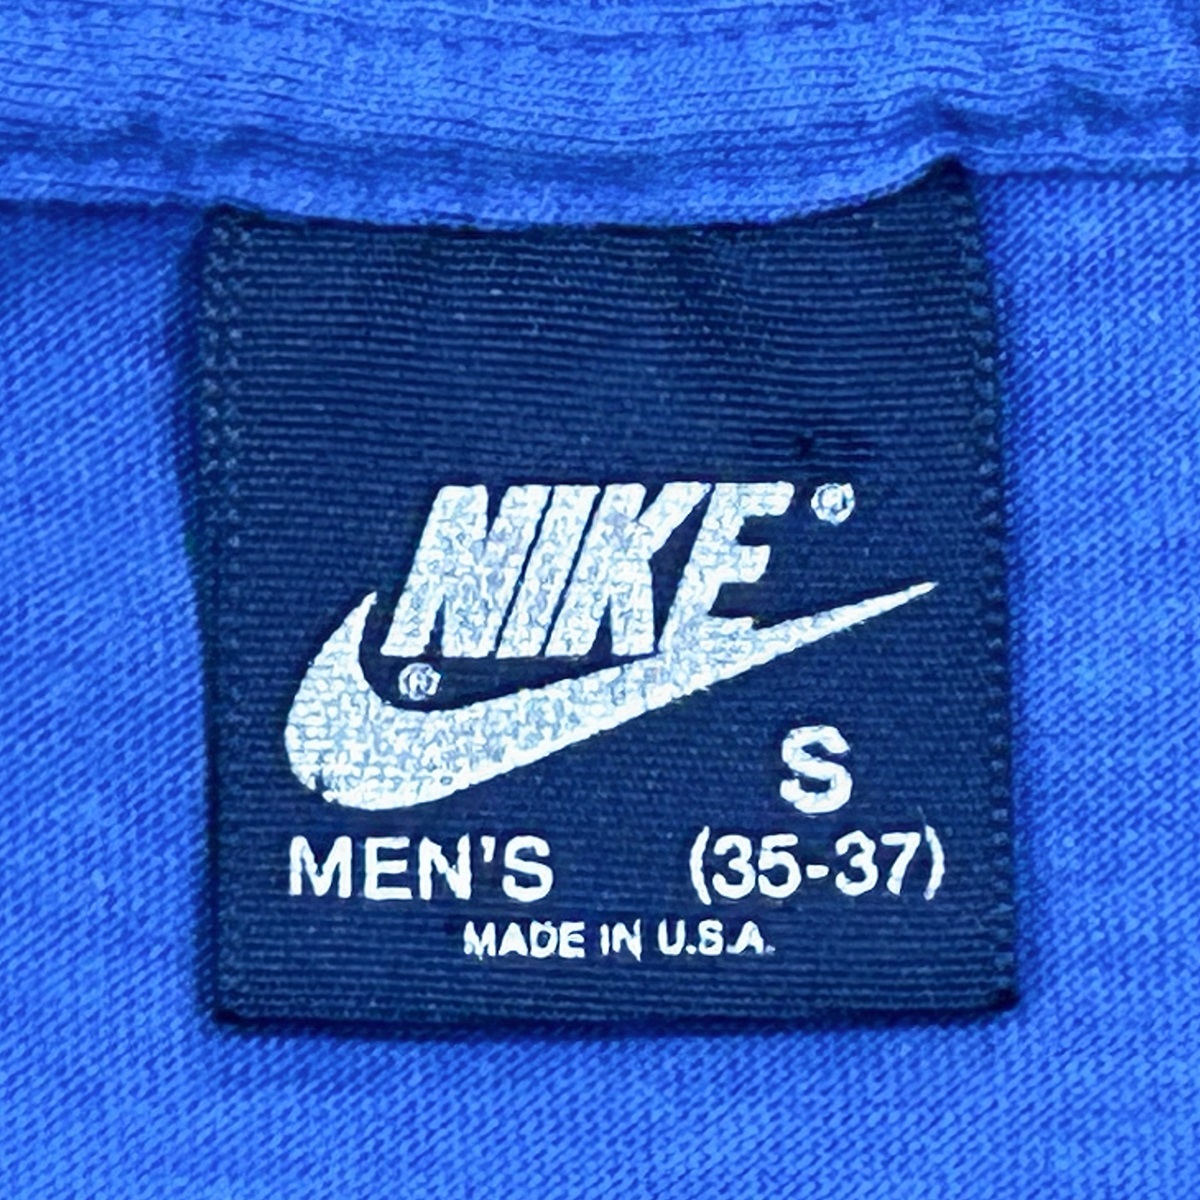 NIKE®
®
S
MEN'S (35-37)
MADE IN U.S.A.